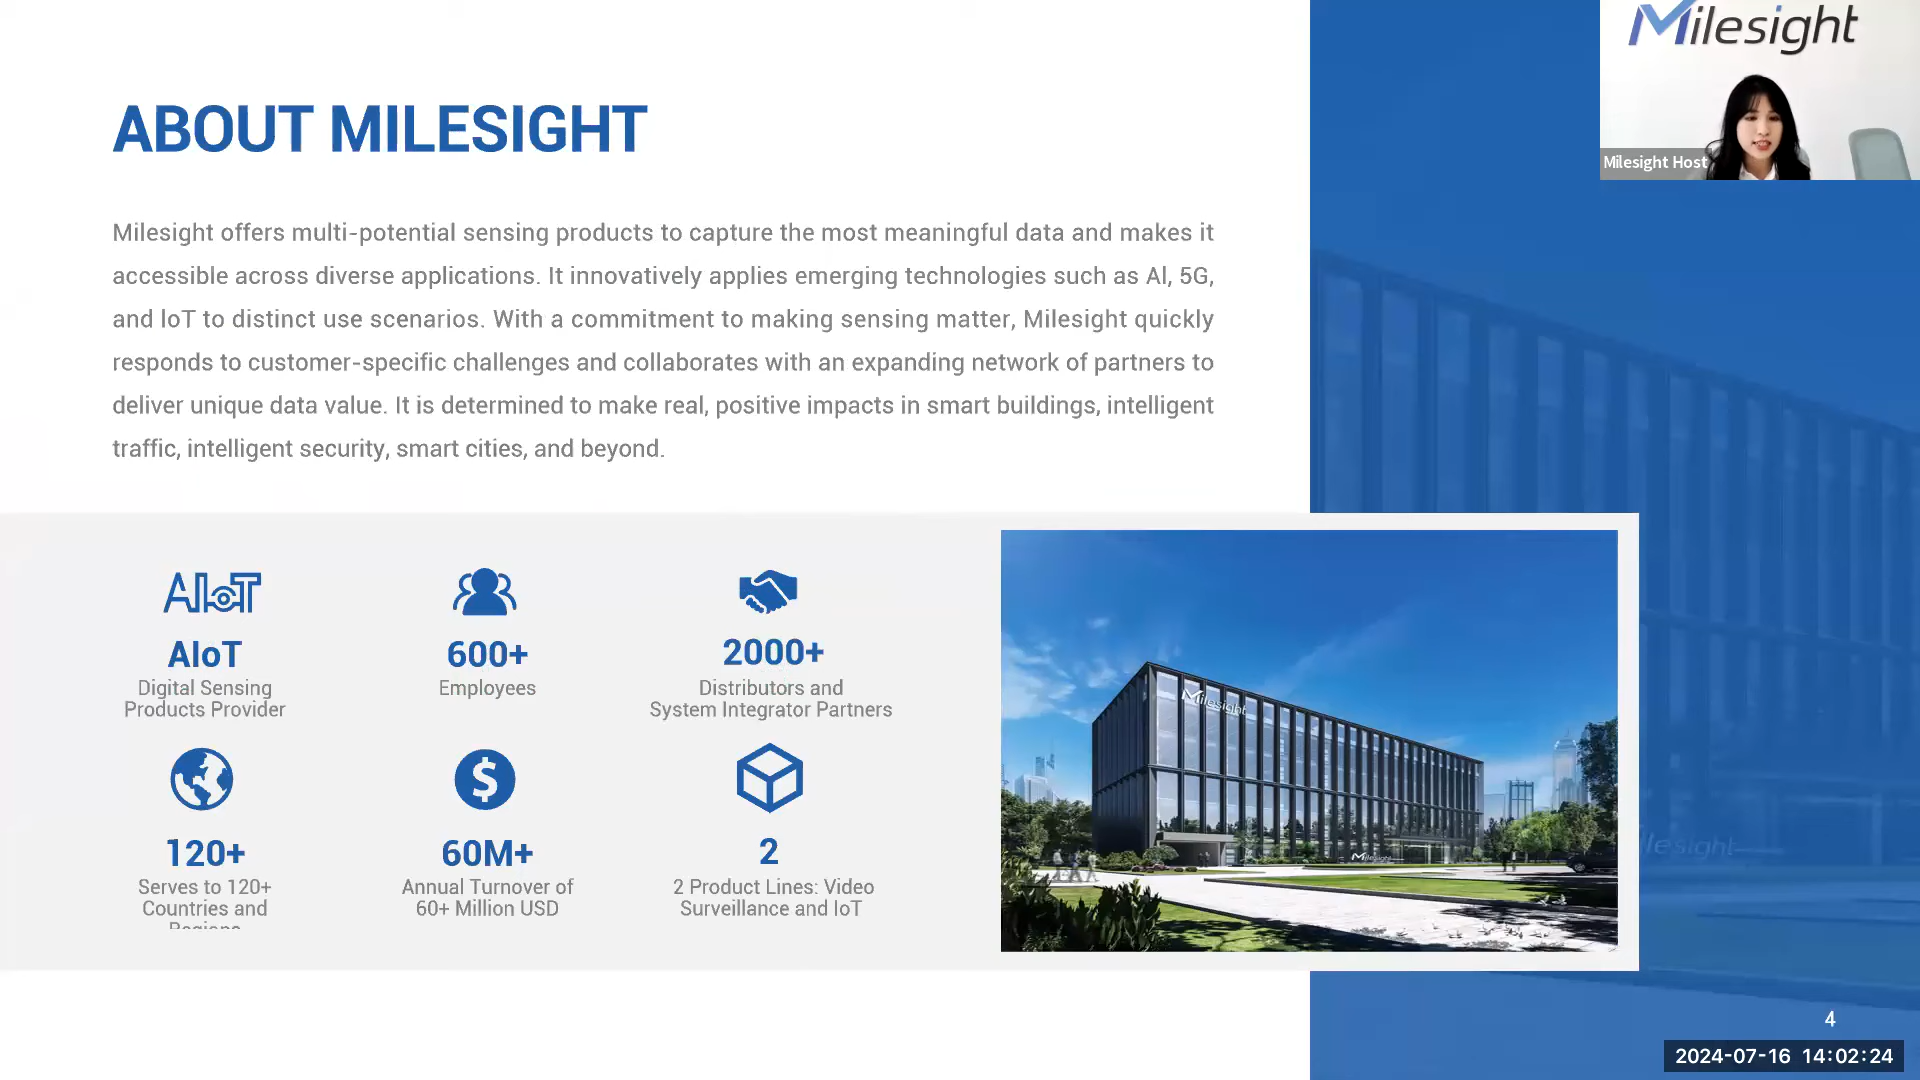 Milesight
Milesight Host
ABOUT MILESIGHT
Milesight offers multi-potential sensing products to capture the most meaningful data and makes it
accessible across diverse applications. It innovatively applies emerging technologies such as Al, 5G,
and loT to distinct use scenarios. With a commitment to making sensing matter, Milesight quickly
responds to customer-specific challenges and collaborates with an expanding network of partners to
deliver unique data value. It is determined to make real, positive impacts in smart buildings, intelligent
traffic, intelligent security, smart cities, and beyond.
AIoT
AIoT
Digital Sensing
Products Provider
600+
Employees
2000+
Distributors and
System Integrator Partners
120+
Serves to 120+
Countries and
Regions
$
60M+
Annual Turnover of
60+ Million USD
2
2 Product Lines: Video
Surveillance and IoT
Milesight
Milesight
lesight
4
2024-07-16 14:02:24